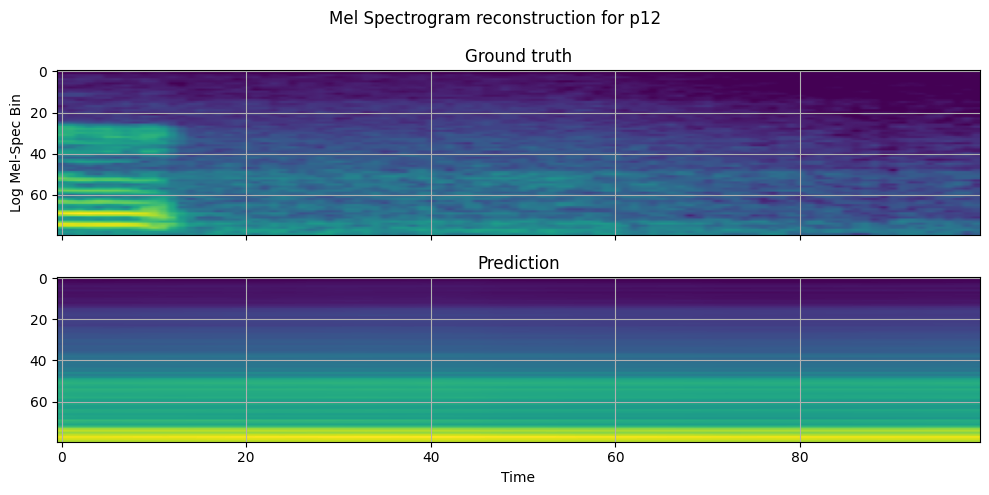 Mel Spectrogram reconstruction for p12
Ground truth
0
20
40
60
Log Mel-Spec Bin
Prediction
0
20
40
60
0 20 40 60 80
Time